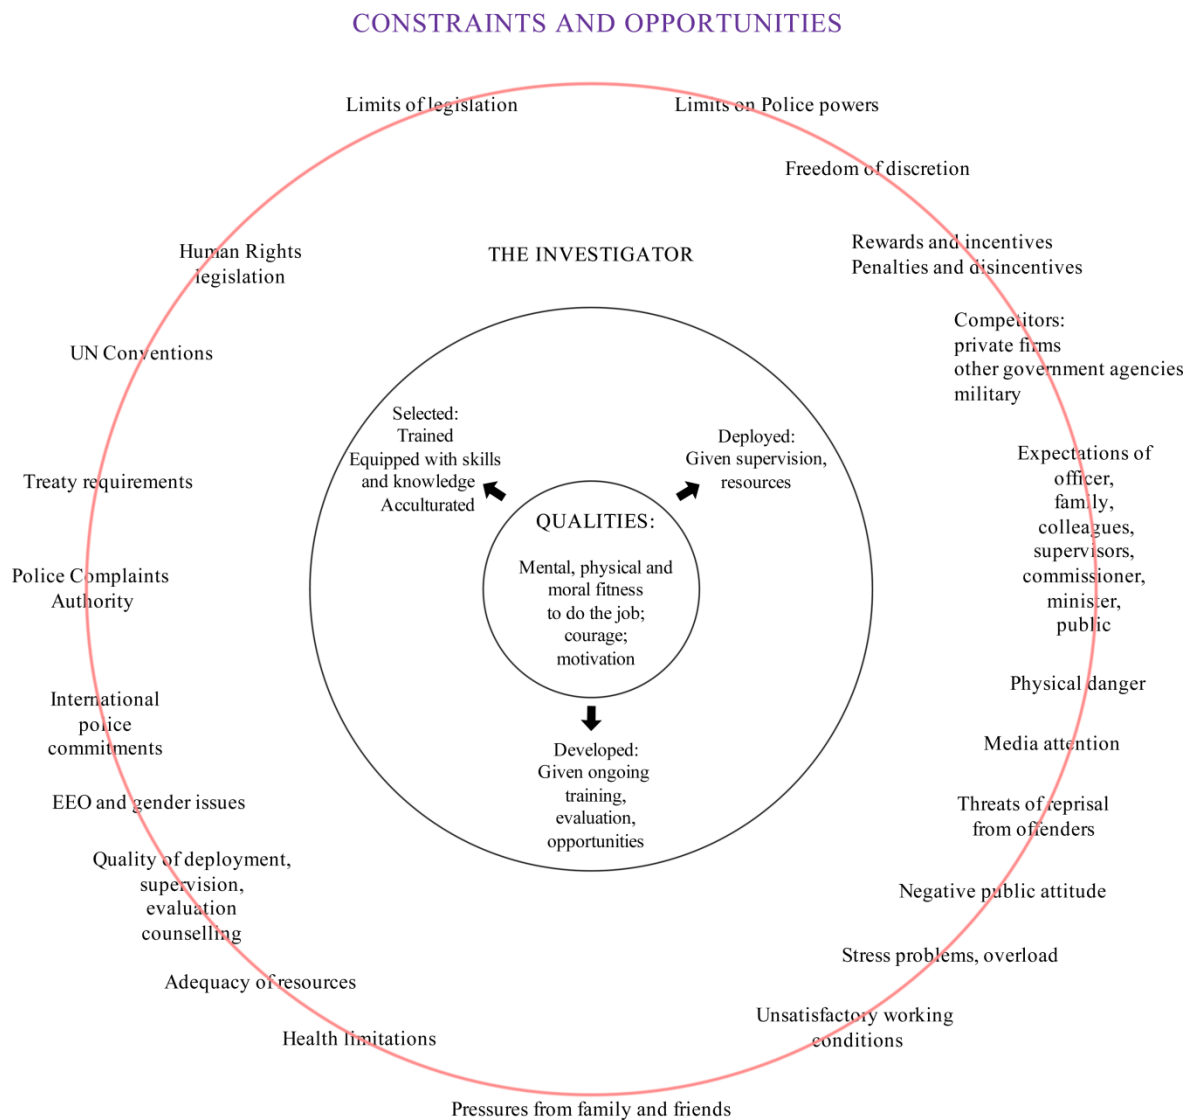 CONSTRAINTS AND OPPORTUNITIES
Limits of legislation
Limits on Police powers
Freedom of discretion
Rewards and incentives
Penalties and disincentives
Competitors:
private firms
other government agencies
military
Expectations of
officer,
family,
colleagues,
supervisors,
commissioner,
minister,
public
Physical danger
Media attention
Threats of reprisal
from offenders
Negative public attitude
Stress problems, overload
Unsatisfactory working
conditions
Pressures from family and friends
Health limitations
Adequacy of resources
Quality of deployment,
supervision,
evaluation
counselling
EEO and gender issues
International
police
commitments
Police Complaints
Authority
Treaty requirements
UN Conventions
Human Rights
legislation
THE INVESTIGATOR
Selected:
Trained
Equipped with skills
and knowledge
Acculturated
Deployed:
Given supervision,
resources
QUALITIES:
Mental, physical and
moral fitness
to do the job;
courage;
motivation
Developed:
Given ongoing
training,
evaluation,
opportunities